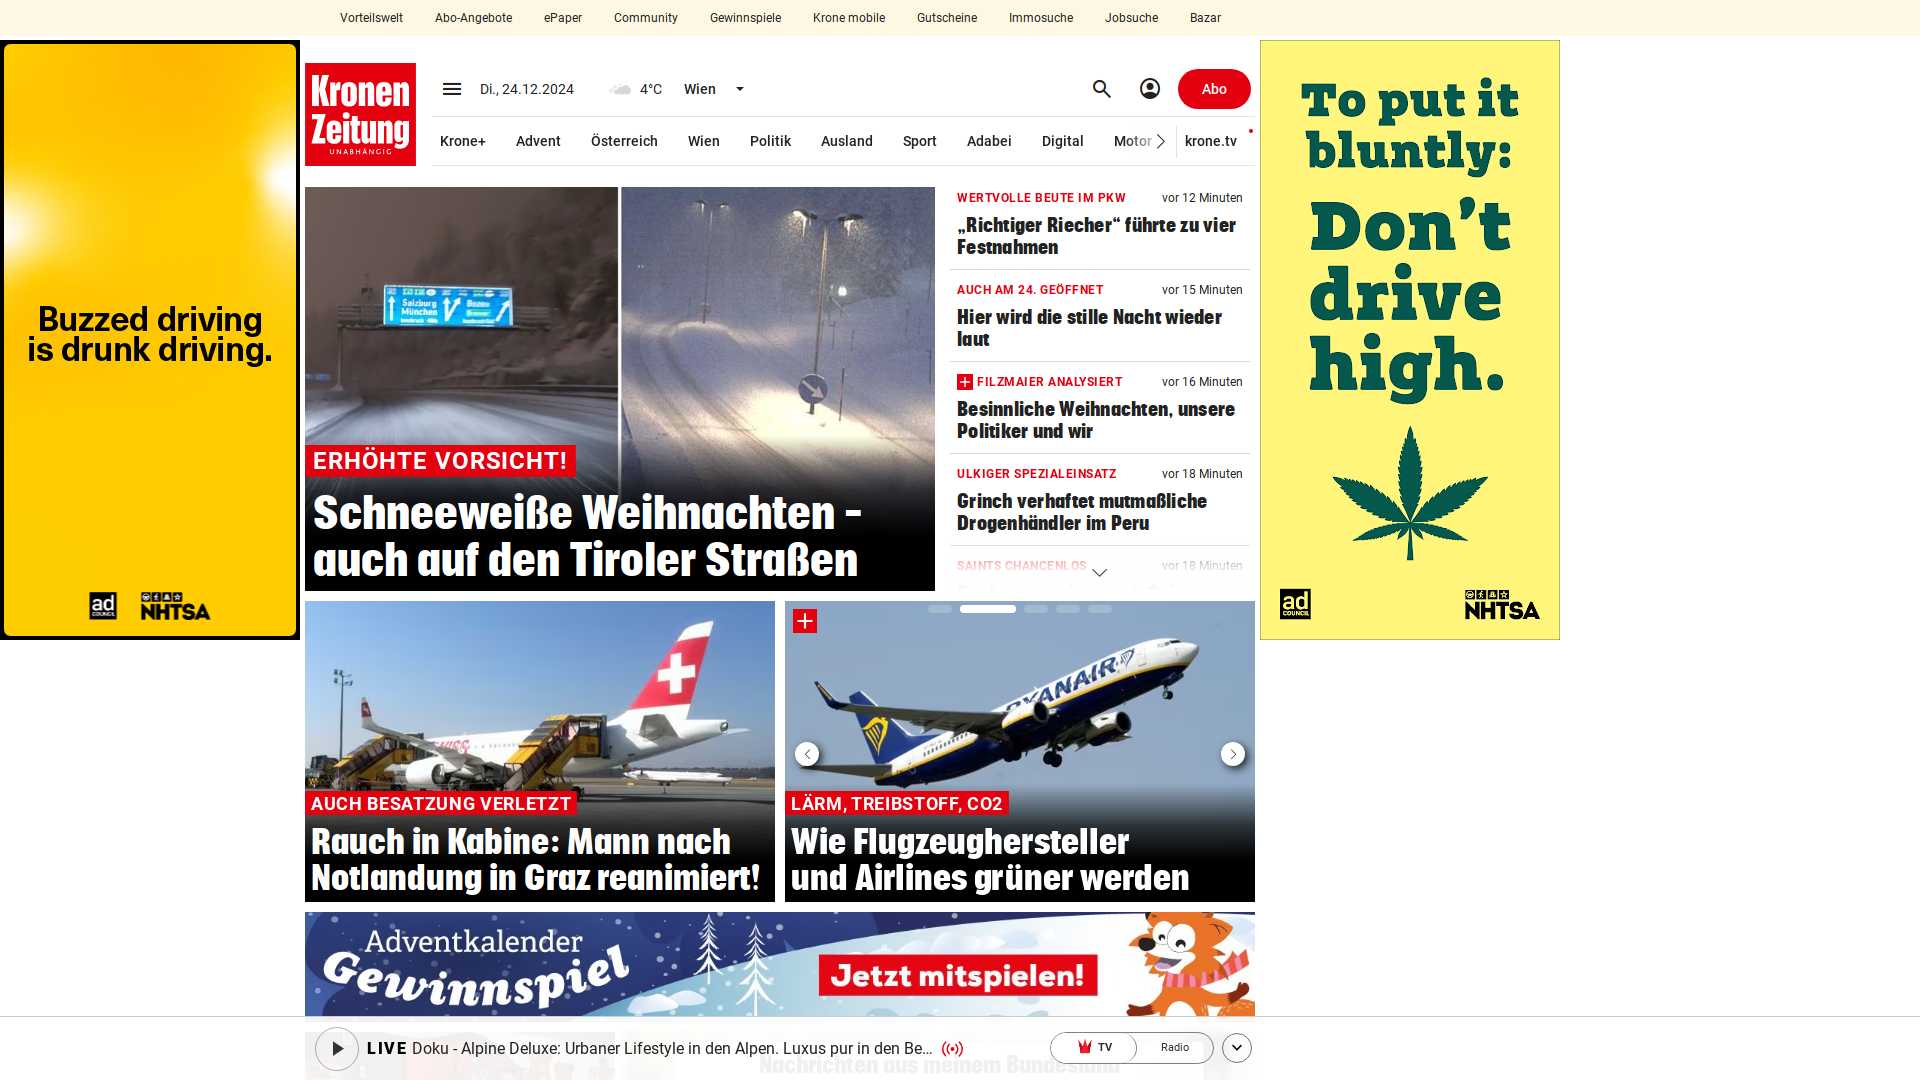 Vorteilswelt Abo-Angebote ePaper Community Gewinnspiele Krone mobile Gutscheine Immosuche Jobsuche Bazar
Buzzed driving
is drunk driving.
ad
COUNCIL
NHTSA
Kronen
Zeitung
UNABHÄNGIG
Di., 24.12.2024 4°C Wien
Abo
Krone+ Advent Österreich Wien Politik Ausland Sport Adabei Digital Motor krone.tv
Salzburg
München
Innsbruck
Bozen
Brenner
ERHÖHTE VORSICHT!
Schneeweiße Weihnachten –
auch auf den Tiroler Straßen
WERTVOLLE BEUTE IM PKW vor 12 Minuten
„Richtiger Riecher“ führte zu vier
Festnahmen
AUCH AM 24. GEÖFFNET vor 15 Minuten
Hier wird die stille Nacht wieder
laut
FILZMAIER ANALYSIERT vor 16 Minuten
Besinnliche Weihnachten, unsere
Politiker und wir
ULKIGER SPEZIALEINSATZ vor 18 Minuten
Grinch verhaftet mutmaßliche
Drogenhändler im Peru
SAINTS CHANCENLOS vor 18 Minuten
SWISS
AUCH BESATZUNG VERLETZT
Rauch in Kabine: Mann nach
Notlandung in Graz reanimiert!
RYANAIR
LÄRM, TREIBSTOFF, CO2
Wie Flugzeughersteller
und Airlines grüner werden
To put it
bluntly:
Don't
drive
high.
ad
COUNCIL
NHTSA
Adventkalender
Gewinnspiel
Jetzt mitspielen!
LIVE Doku - Alpine Deluxe: Urbaner Lifestyle in den Alpen. Luxus pur in den Be...
TV Radio
Nachrichten aus meinem Bundesland